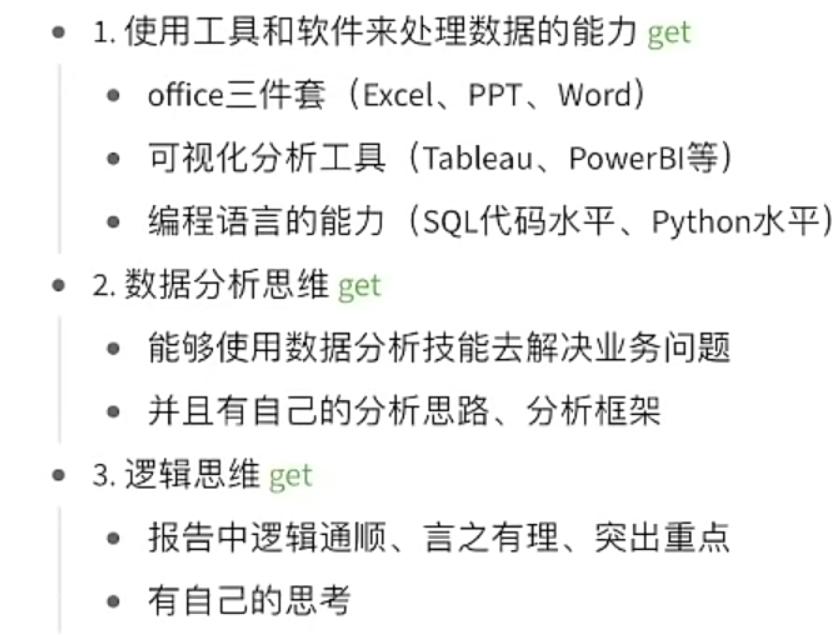 1. 使用工具和软件来处理数据的能力 get
office三件套（Excel、PPT、Word）
可视化分析工具（Tableau、PowerBI等）
编程语言的能力（SQL代码水平、Python水平）
2. 数据分析思维 get
能够使用数据分析技能去解决业务问题
并且有自己的分析思路、分析框架
3. 逻辑思维 get
报告中逻辑通顺、言之有理、突出重点
有自己的思考